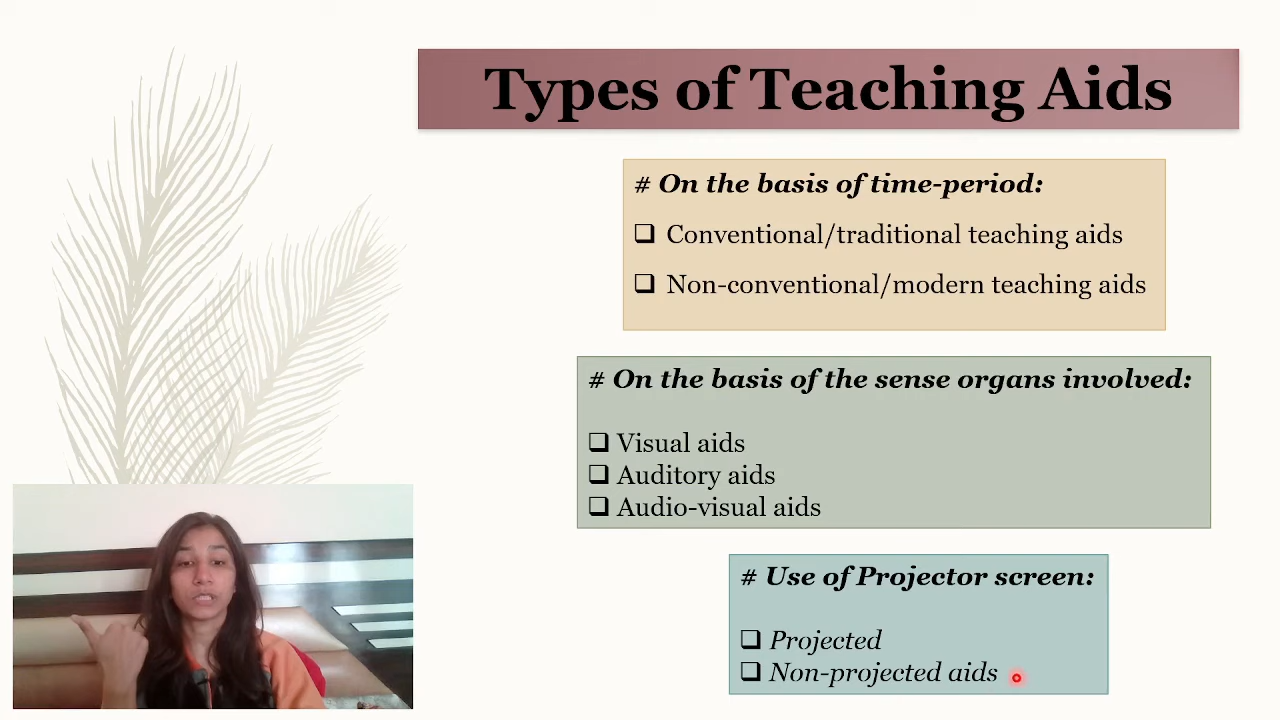 Types of Teaching Aids
# On the basis of time-period:
❑ Conventional/traditional teaching aids
❑ Non-conventional/modern teaching aids
# On the basis of the sense organs involved:
❑ Visual aids
❑ Auditory aids
❑ Audio-visual aids
# Use of Projector screen:
❑ Projected
❑ Non-projected aids